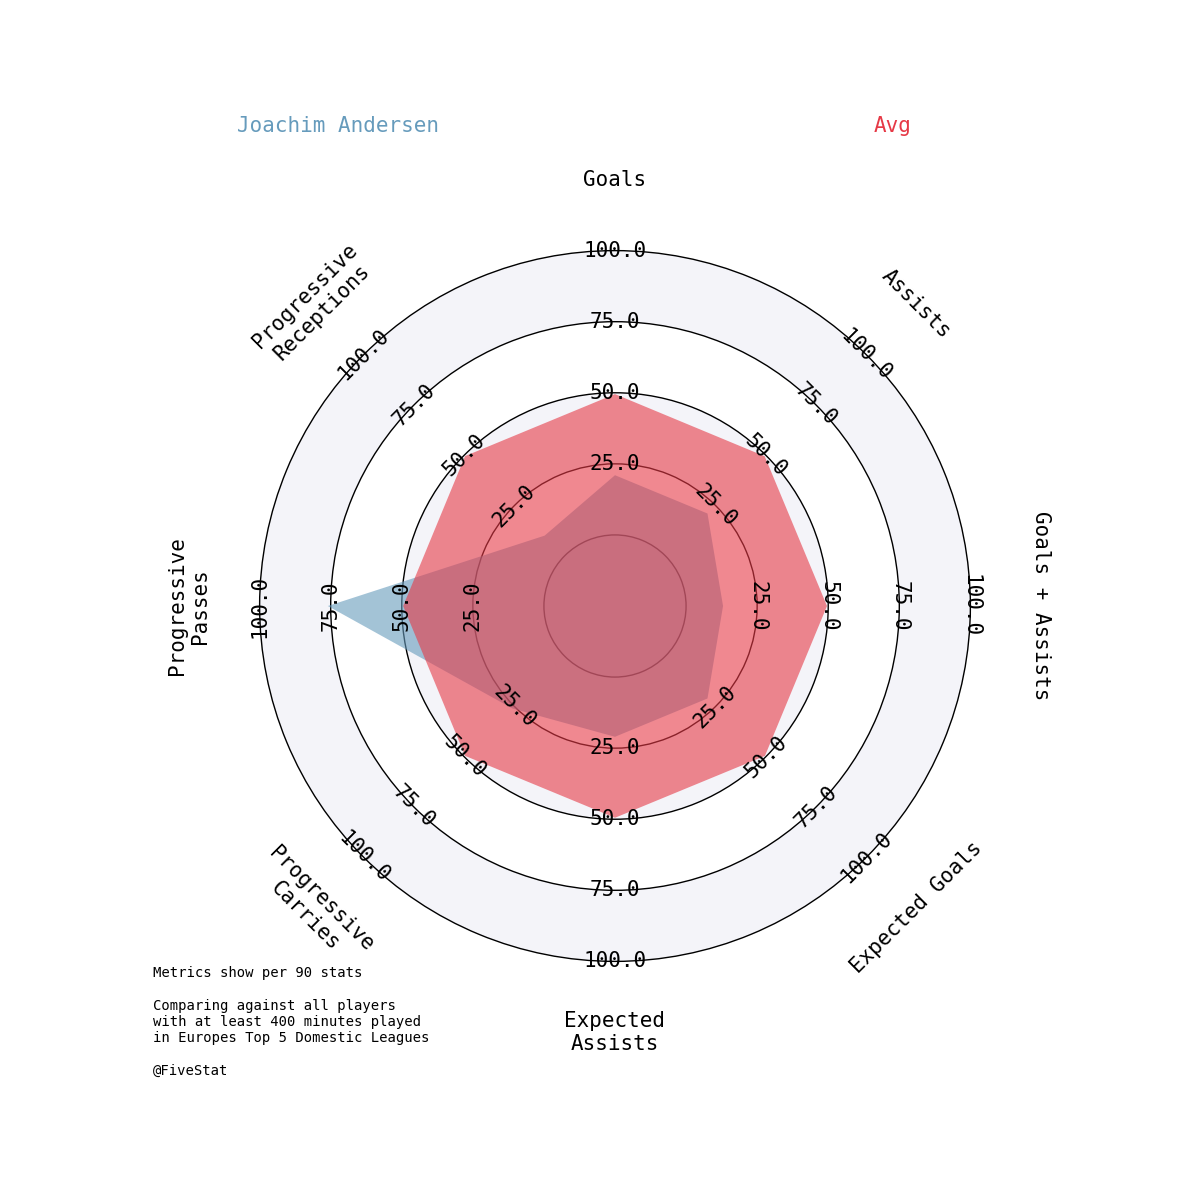 Joachim Andersen
Avg
Goals
Progressive
Receptions
Assists
100.0
75.0
50.0
25.0
100.0
75.0
50.0
25.0
100.0
75.0
50.0
25.0
Progressive
Passes
100.0
75.0
50.0
25.0
25.0
50.0
75.0
100.0
Goals + Assists
25.0
50.0
75.0
100.0
25.0
50.0
75.0
100.0
25.0
50.0
75.0
100.0
Progressive
Carries
Expected Goals
Expected
Assists
Metrics show per 90 stats
Comparing against all players
with at least 400 minutes played
in Europes Top 5 Domestic Leagues
@FiveStat